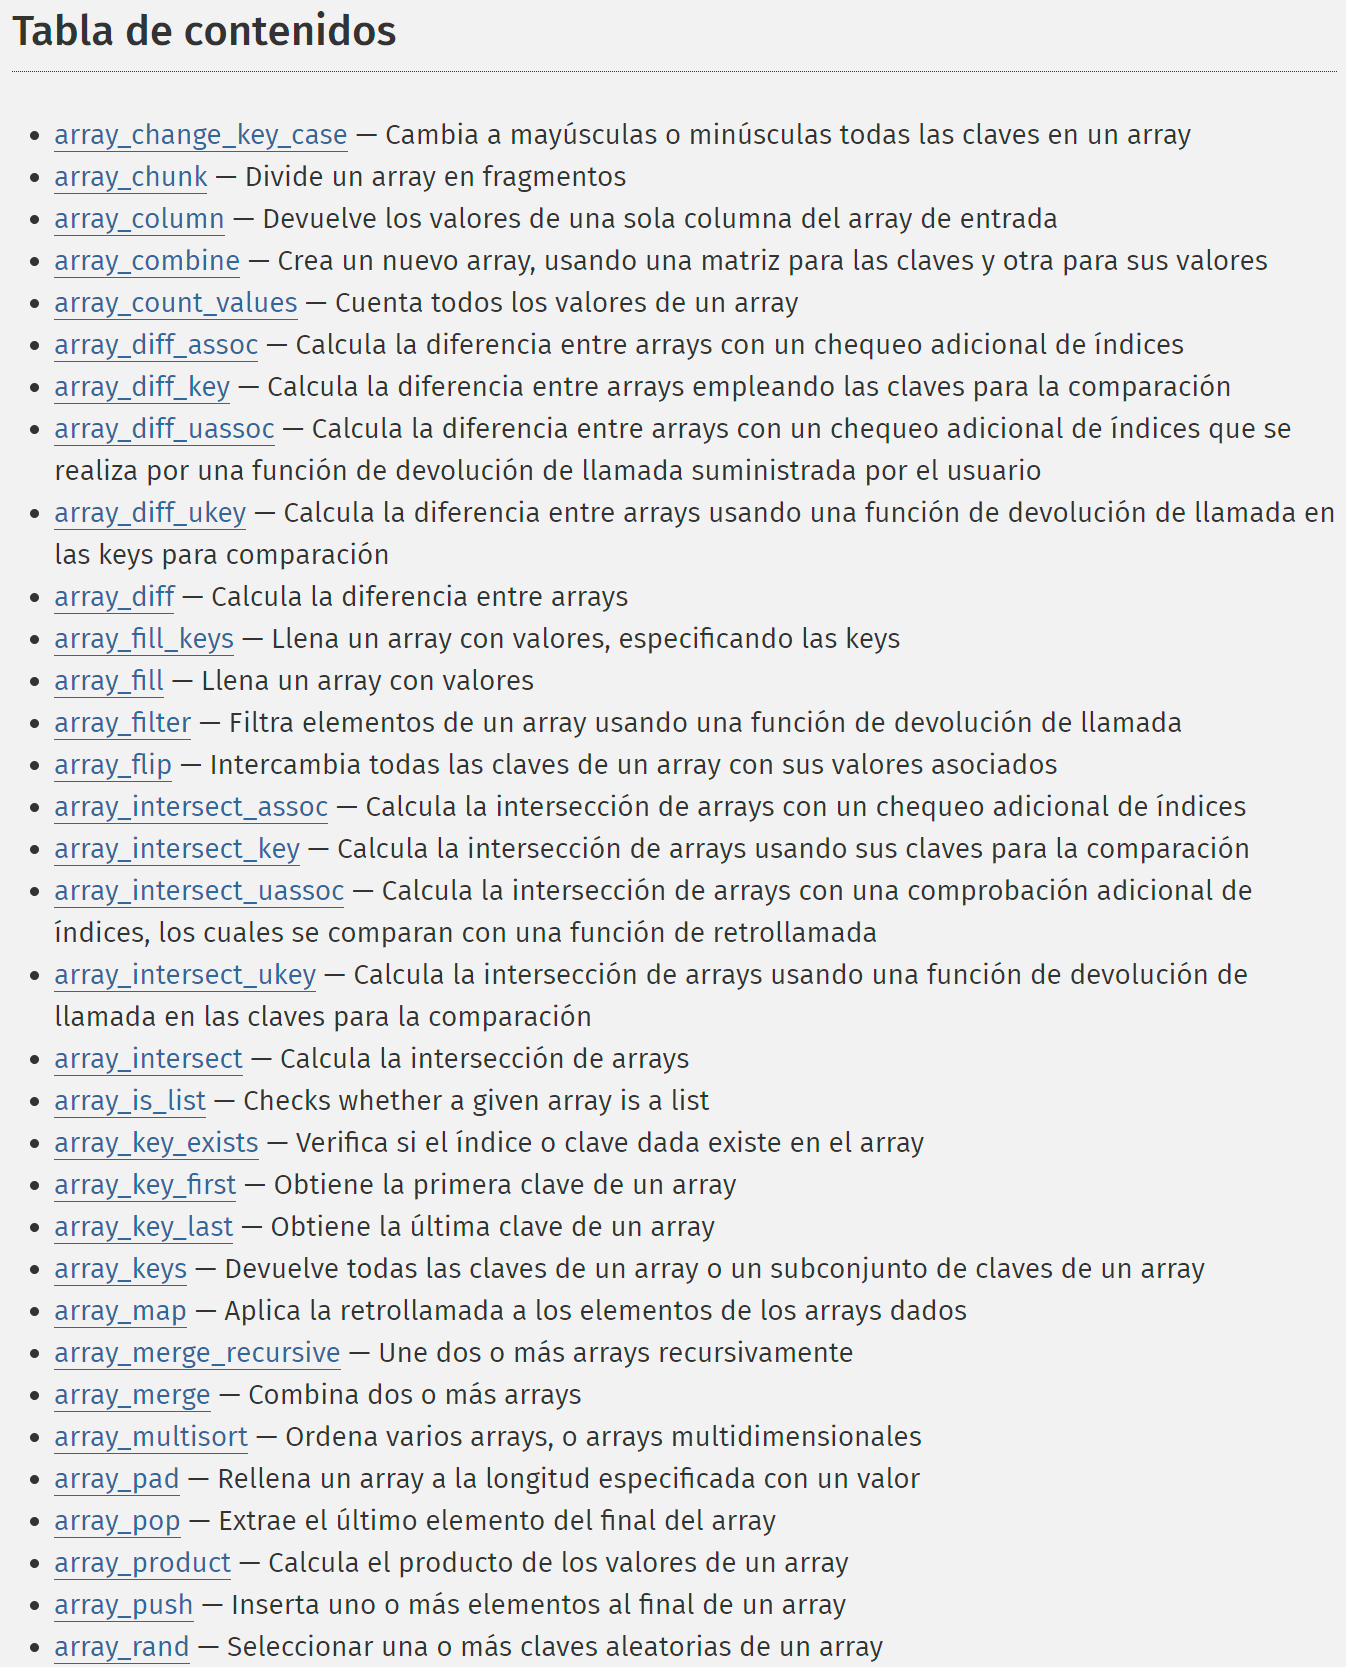 Tabla de contenidos
array_change_key_case — Cambia a mayúsculas o minúsculas todas las claves en un array
array_chunk — Divide un array en fragmentos
array_column — Devuelve los valores de una sola columna del array de entrada
array_combine — Crea un nuevo array, usando una matriz para las claves y otra para sus valores
array_count_values — Cuenta todos los valores de un array
array_diff_assoc — Calcula la diferencia entre arrays con un chequeo adicional de índices
array_diff_key — Calcula la diferencia entre arrays empleando las claves para la comparación
array_diff_uassoc — Calcula la diferencia entre arrays con un chequeo adicional de índices que se
realiza por una función de devolución de llamada suministrada por el usuario
array_diff_ukey — Calcula la diferencia entre arrays usando una función de devolución de llamada en
las keys para comparación
array_diff — Calcula la diferencia entre arrays
array_fill_keys — Llena un array con valores, especificando las keys
array_fill — Llena un array con valores
array_filter — Filtra elementos de un array usando una función de devolución de llamada
array_flip — Intercambia todas las claves de un array con sus valores asociados
array_intersect_assoc — Calcula la intersección de arrays con un chequeo adicional de índices
array_intersect_key — Calcula la intersección de arrays usando sus claves para la comparación
array_intersect_uassoc — Calcula la intersección de arrays con una comprobación adicional de
índices, los cuales se comparan con una función de retrollamada
array_intersect_ukey — Calcula la intersección de arrays usando una función de devolución de
llamada en las claves para la comparación
array_intersect — Calcula la intersección de arrays
array_is_list — Checks whether a given array is a list
array_key_exists — Verifica si el índice o clave dada existe en el array
array_key_first — Obtiene la primera clave de un array
array_key_last — Obtiene la última clave de un array
array_keys — Devuelve todas las claves de un array o un subconjunto de claves de un array
array_map — Aplica la retrollamada a los elementos de los arrays dados
array_merge_recursive — Une dos o más arrays recursivamente
array_merge — Combina dos o más arrays
array_multisort — Ordena varios arrays, o arrays multidimensionales
array_pad — Rellena un array a la longitud especificada con un valor
array_pop — Extrae el último elemento del final del array
array_product — Calcula el producto de los valores de un array
array_push — Inserta uno o más elementos al final de un array
array_rand — Seleccionar una o más claves aleatorias de un array